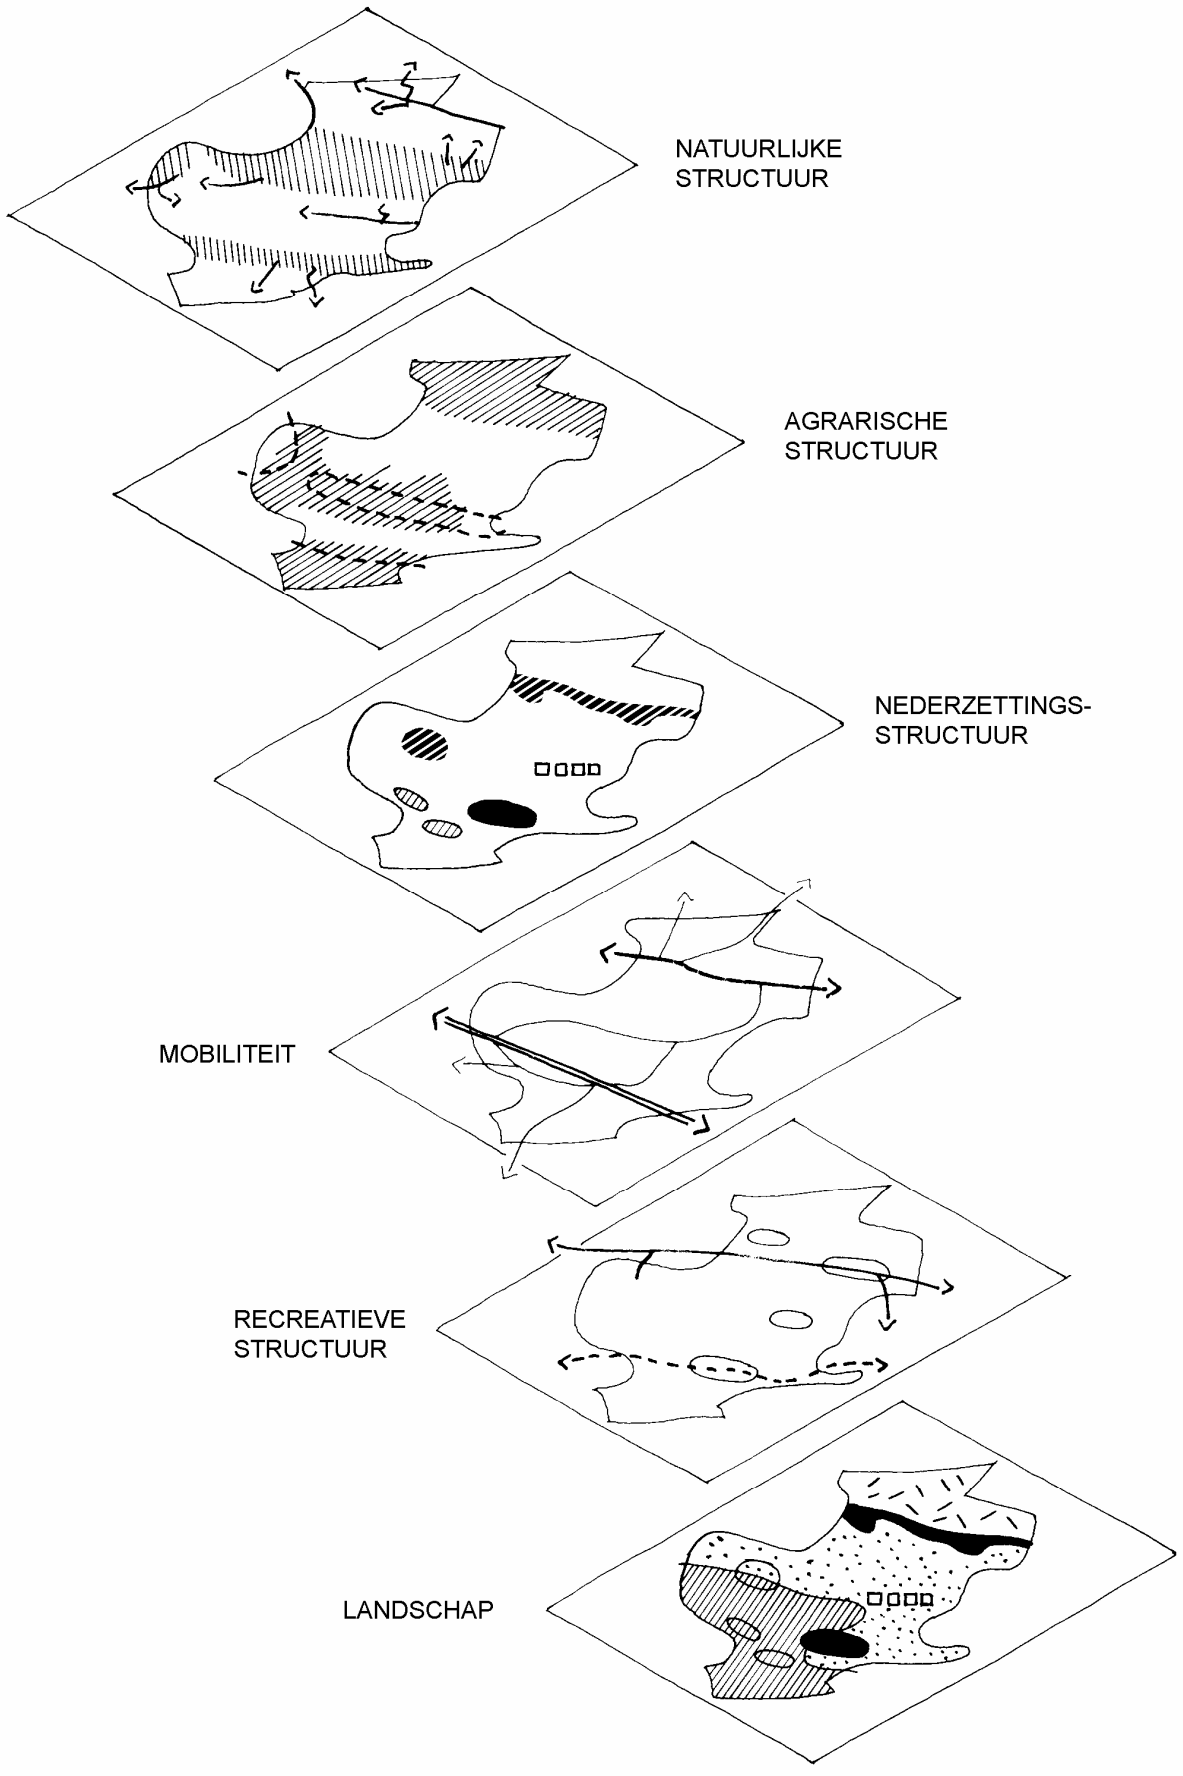 NATUURLIJKE
STRUCTUUR
AGRARISCHE
STRUCTUUR
NEDERZETTINGS-
STRUCTUUR
MOBILITEIT
RECREATIEVE
STRUCTUUR
LANDSCHAP